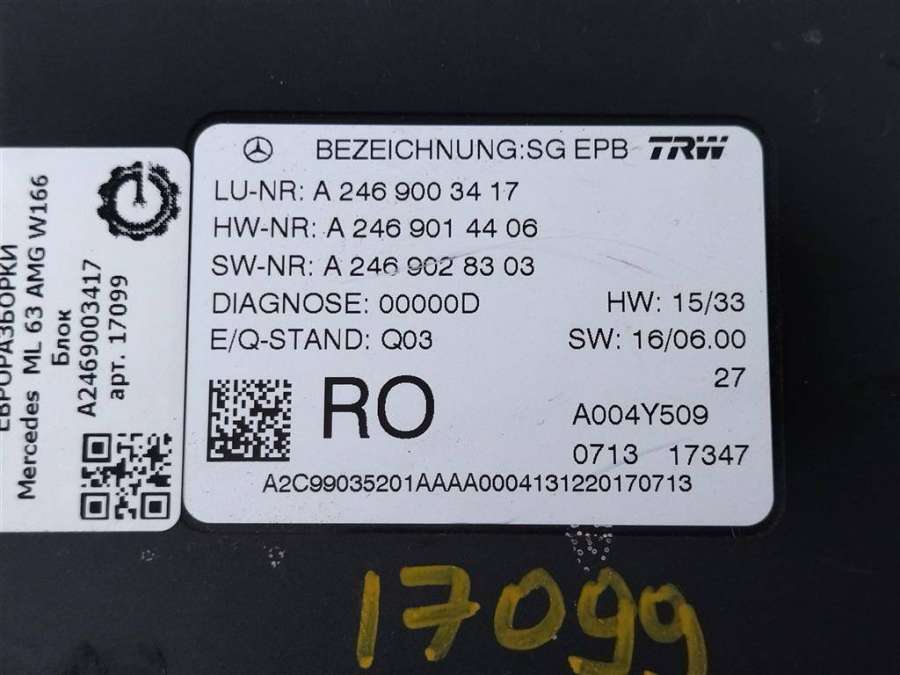 BEZEICHNUNG:SG EPB TRW
LU-NR: A 246 900 34 17
HW-NR: A 246 901 44 06
SW-NR: A 246 902 83 03
DIAGNOSE: 00000D HW: 15/33
E/Q-STAND: Q03 SW: 16/06.00
27
RO A004Y509
0713 17347
A2C99035201AAAA0004131220170713
ЕВРОРАЗБОРКИ
Mercedes ML 63 AMG W166
Блок
A2469003417
арт. 17099
17099